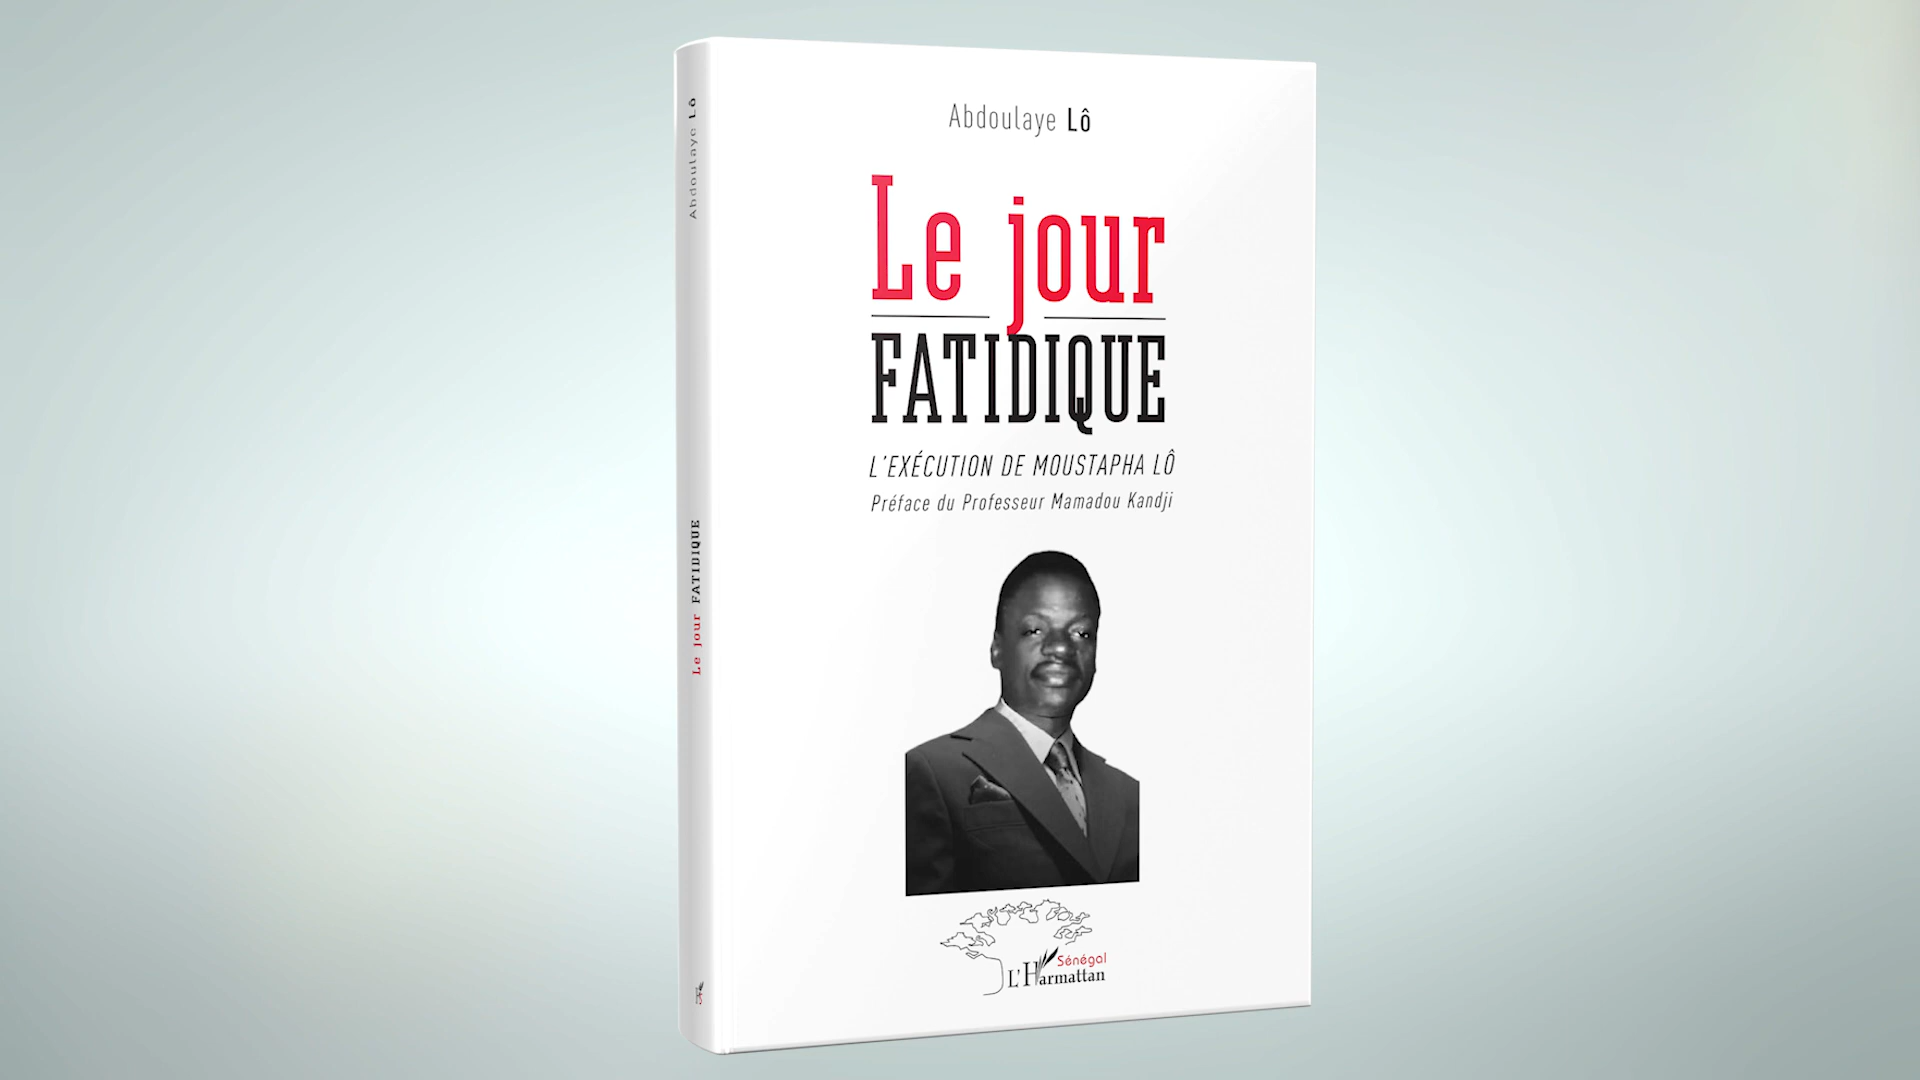 Abdoulaye Lô
Le jour
FATIDIQUE
L'EXÉCUTION DE MOUSTAPHA LÔ
Préface du Professeur Mamadou Kandji
Sénégal
L'Harmattan
Abdoulaye Lô
Le jour FATIDIQUE